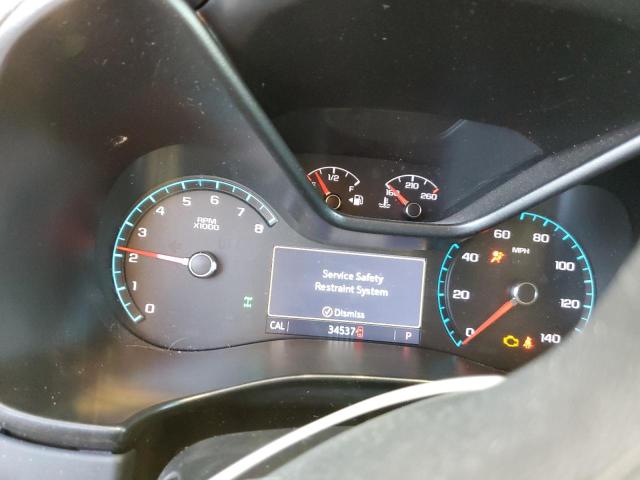 1/2 F
160 210 260
0 1 2 3 4 5 6 7 8
RPM
X1000
Service Safety
Restraint System
Dismiss
CAL 34537 P
0 20 40 60 80 100 120 140
MPH